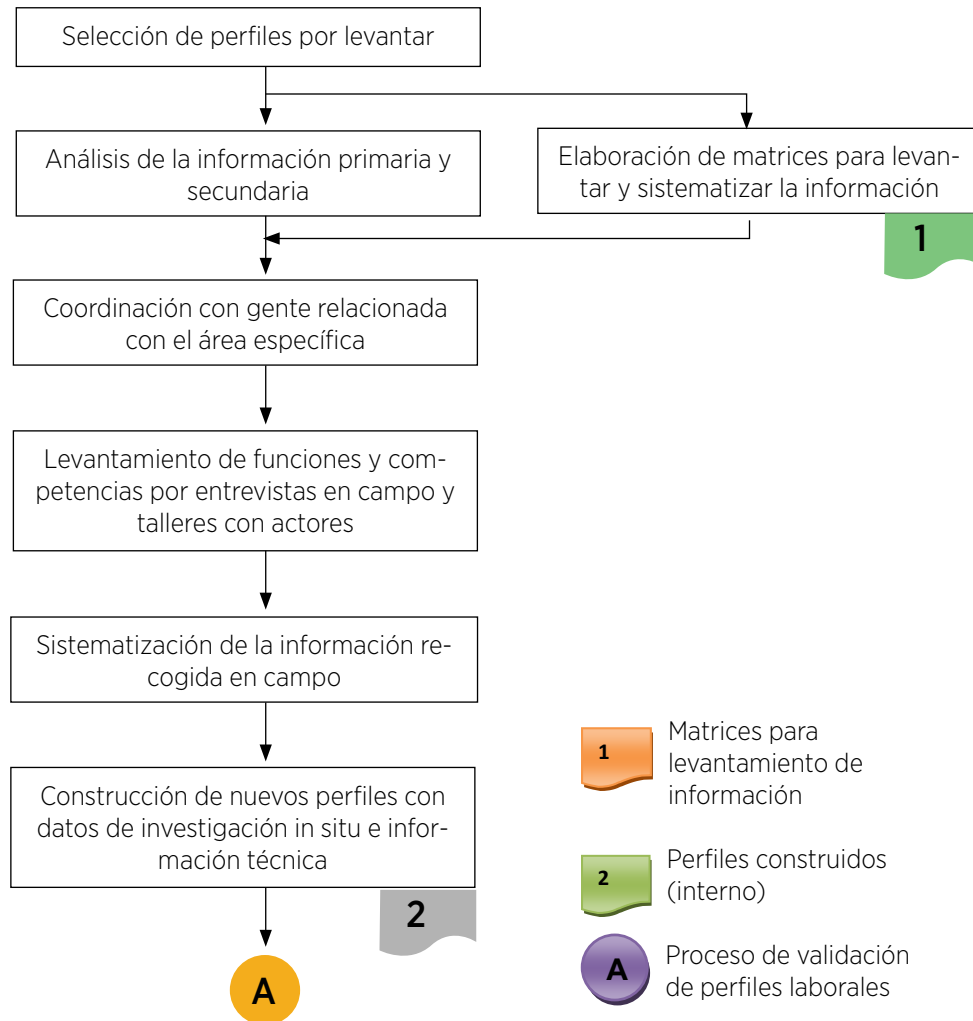 Selección de perfiles por levantar
Análisis de la información primaria y
secundaria
Elaboración de matrices para levan-
tar y sistematizar la información
1
Coordinación con gente relacionada
con el área específica
Levantamiento de funciones y com-
petencias por entrevistas en campo y
talleres con actores
Sistematización de la información re-
cogida en campo
Construcción de nuevos perfiles con
datos de investigación in situ e infor-
mación técnica
2
A
1
Matrices para
levantamiento de
información
2
Perfiles construidos
(interno)
A
Proceso de validación
de perfiles laborales